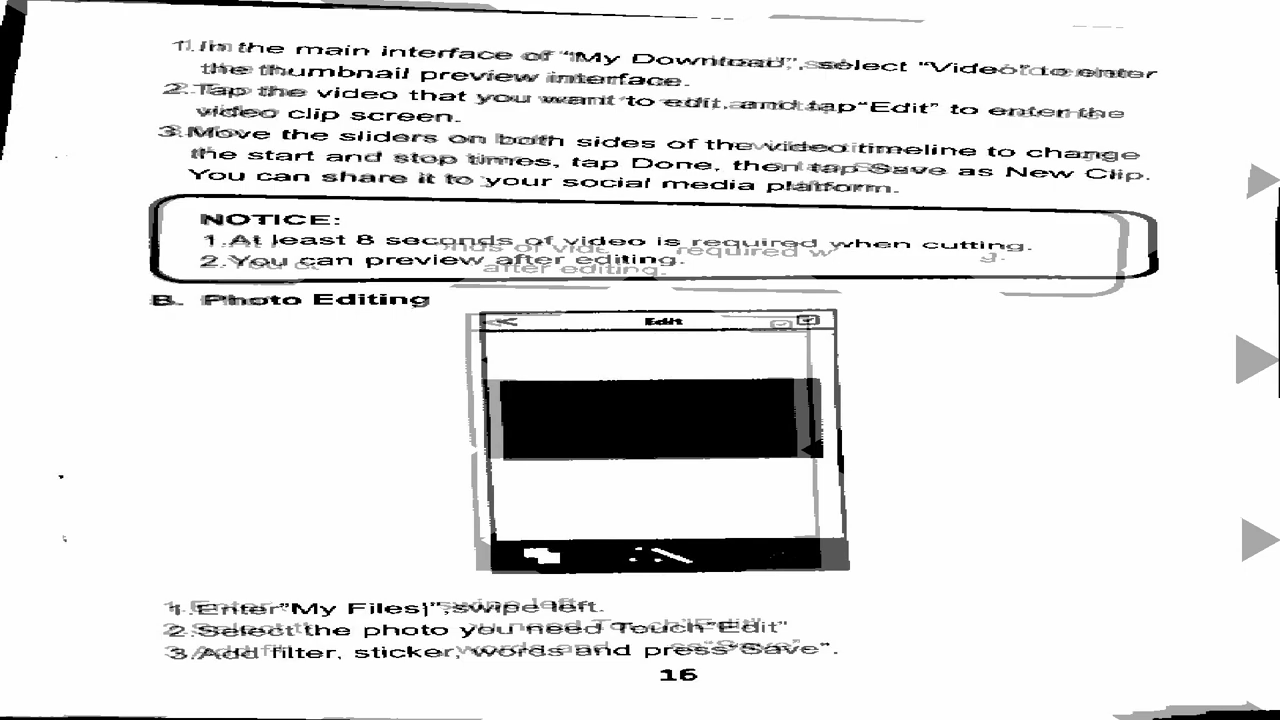 1.In the main interface of “My Download”, select “Video” to enter
the thumbnail preview interface.
2.Tap the video that you want to edit, and tap“Edit” to enter the
video clip screen.
3.Move the sliders on both sides of the video timeline to change
the start and stop times, tap Done, then tap Save as New Clip.
You can share it to your social media platform.
NOTICE:
1.At least 8 seconds of video is required when cutting.
2.You can preview after editing.
B. Photo Editing
Edit
1.Enter”My Files)”,swipe left.
2.Select the photo you need Touch“Edit”
3.Add filter, sticker, words and press“Save”.
16